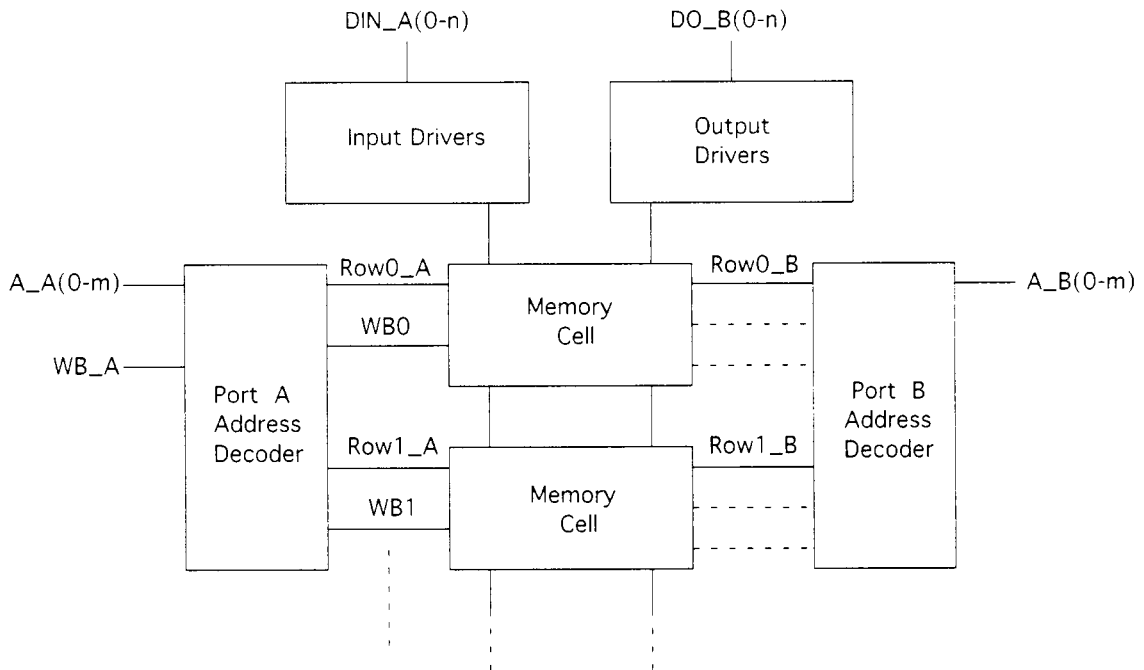 DIN_A(0-n)
DO_B(0-n)
Input Drivers
Output
Drivers
A_A(0-m)
Row0_A
Memory
Cell
Row0_B
A_B(0-m)
WB0
WB_A
Port A
Address
Decoder
Port B
Address
Decoder
Row1_A
Memory
Cell
Row1_B
WB1